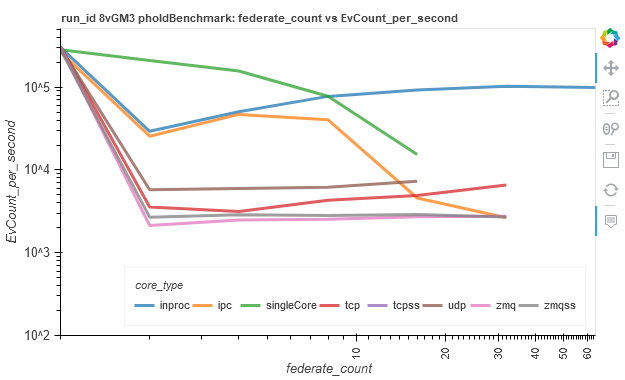 run_id 8vGM3 pholdBenchmark: federate_count vs EvCount_per_second
EvCount_per_second
10^5
10^4
10^3
10^2
core_type
inproc ipc singleCore tcp tcpss udp zmq zmqss
10 20 30 40 50 60
federate_count